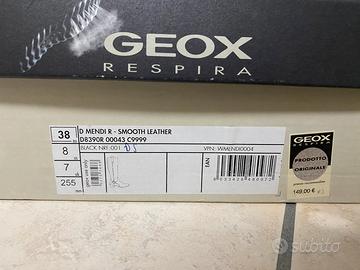 GEOX
RESPIRA
38
D MENDI R - SMOOTH LEATHER
D8390R 00043 C9999
8
BLACK NRF.001
VPN: WMENDI0004
7
255
EAN
GEOX
PRODOTTO
ORIGINALE
149,00 €
subito